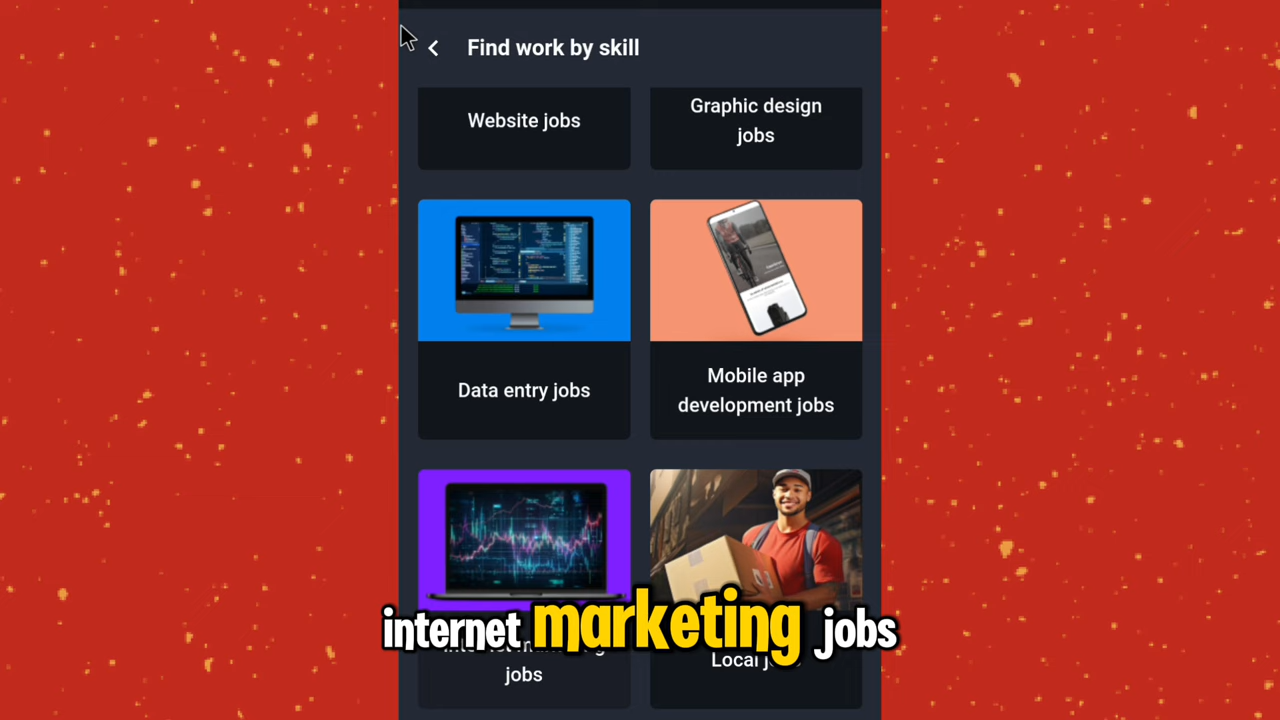 Find work by skill
Website jobs
Graphic design
jobs
Data entry jobs
Mobile app
development jobs
internet marketing jobs
jobs
Local